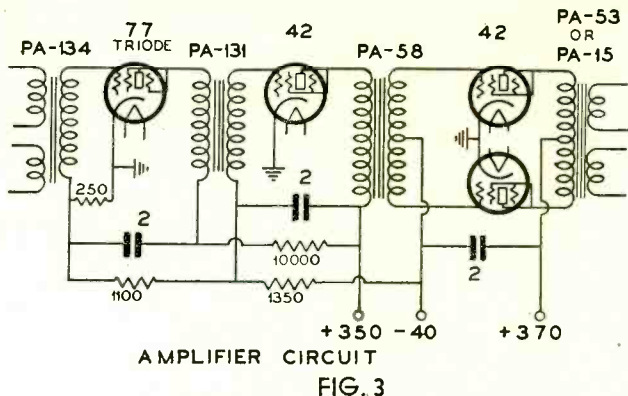 PA-134
77
TRIODE
PA-131
42
PA-58
42
PA-53
OR
PA-15
250
2
2
10000
2
1100
1350
+350 -40 +370
AMPLIFIER CIRCUIT
FIG. 3